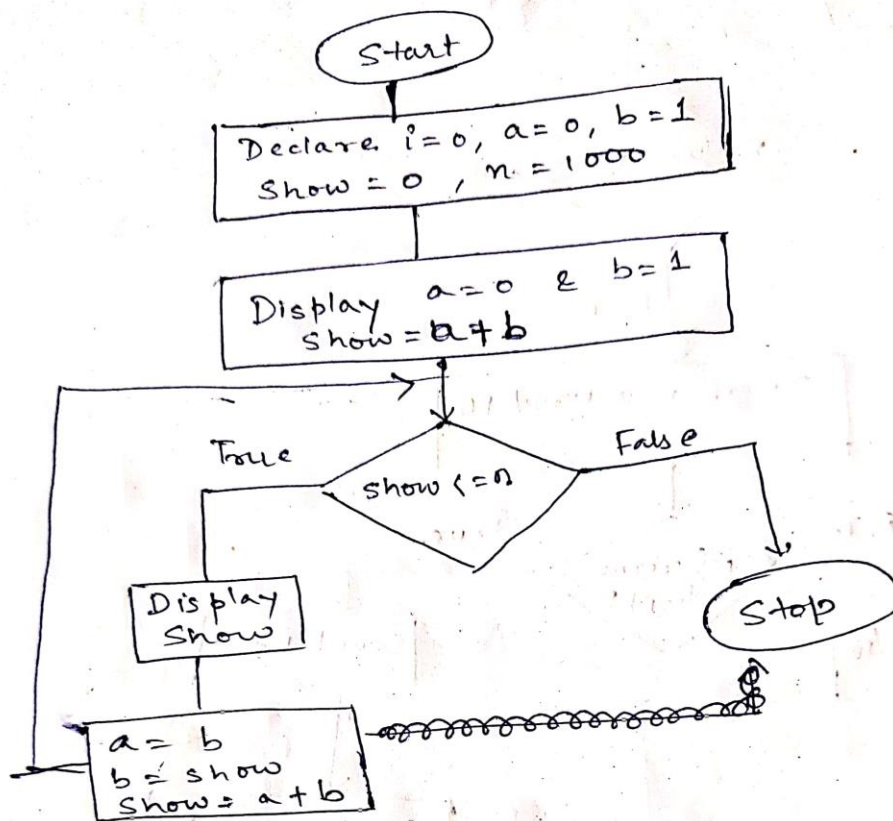 Start
Declare i=0, a=0, b=1
Show = 0, n = 1000
Display a=0 & b=1
Show = a+b
True
False
Show <= n
Display
Show
Stop
a = b
b = show
Show = a+b